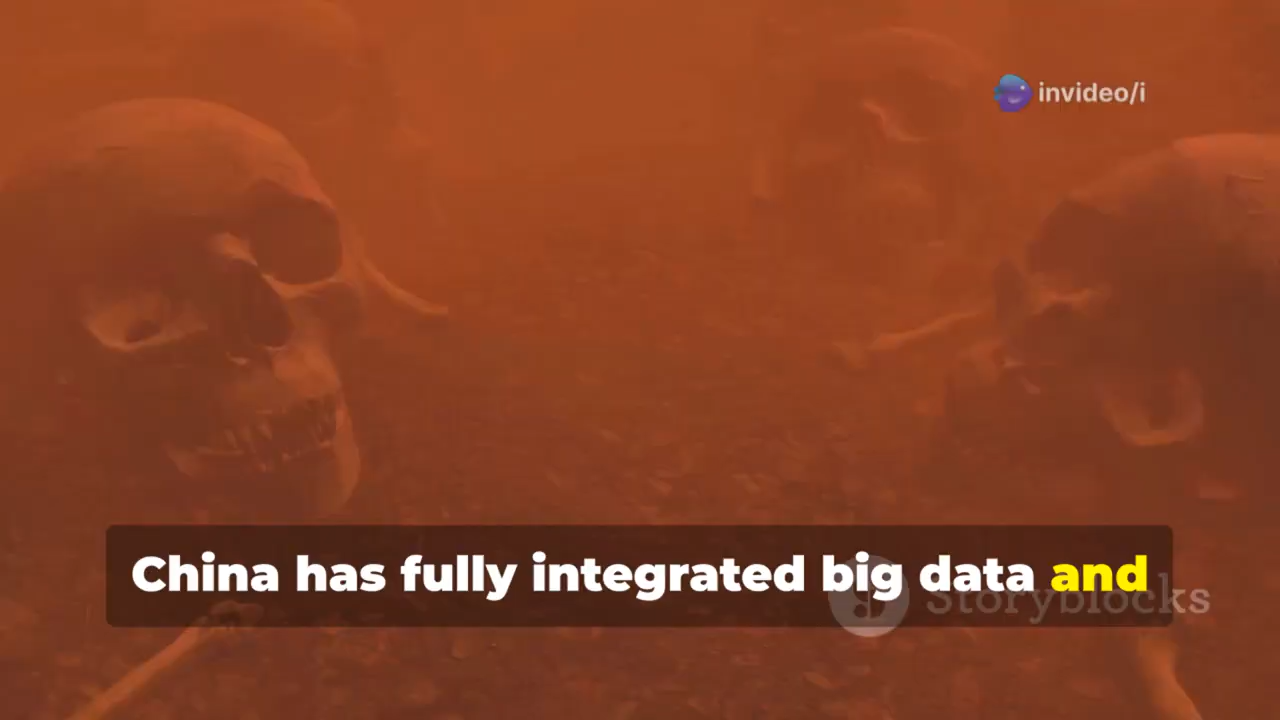 invideo/i
China has fully integrated big data and
Storyblocks